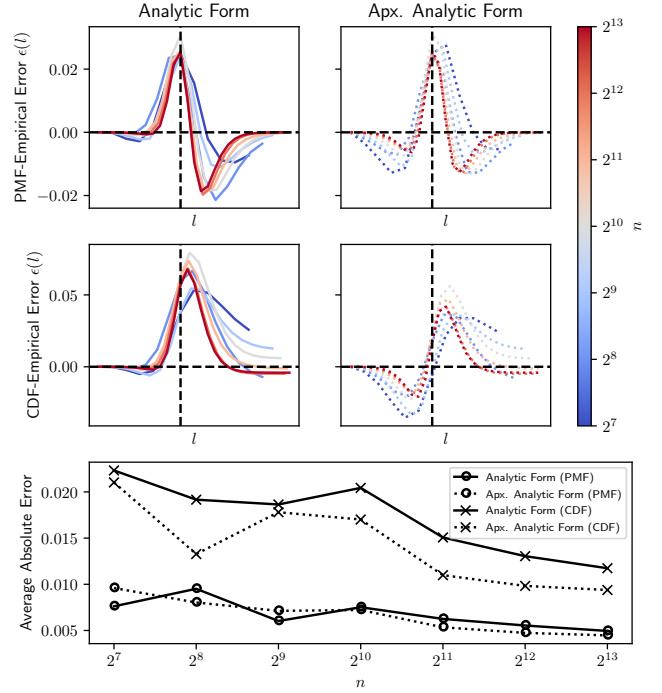 Analytic Form
Apx. Analytic Form
PMF-Empirical Error ϵ(l)
0.02
0.00
−0.02
l
l
CDF-Empirical Error ϵ(l)
0.05
0.00
l
l
2^13
2^12
2^11
2^10
2^9
2^8
2^7
n
Average Absolute Error
0.020
0.015
0.010
0.005
Analytic Form (PMF)
Apx. Analytic Form (PMF)
Analytic Form (CDF)
Apx. Analytic Form (CDF)
2^7 2^8 2^9 2^10 2^11 2^12 2^13
n